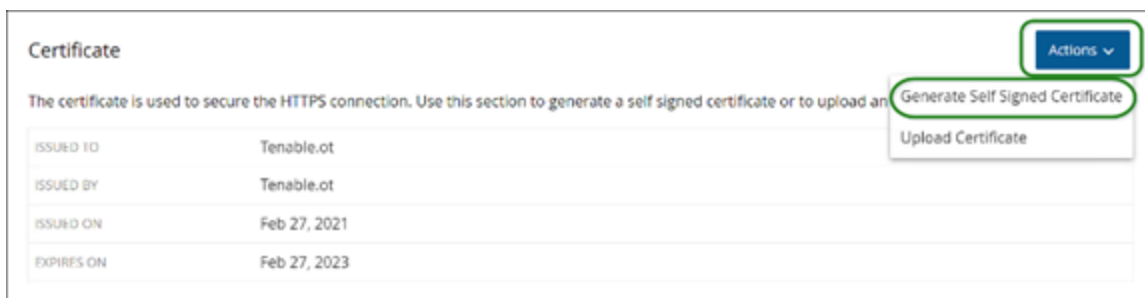 Certificate
Actions
The certificate is used to secure the HTTPS connection. Use this section to generate a self signed certificate or to upload an
Generate Self Signed Certificate
Upload Certificate
ISSUED TO Tenable.ot
ISSUED BY Tenable.ot
ISSUED ON Feb 27, 2021
EXPIRES ON Feb 27, 2023